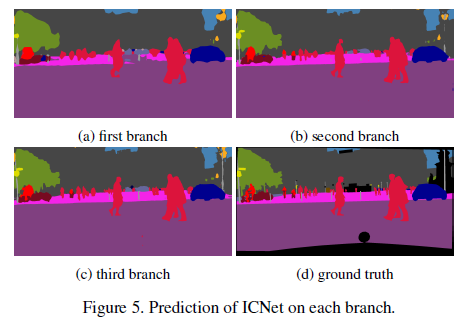 (a) first branch
(b) second branch
(c) third branch
(d) ground truth
Figure 5. Prediction of ICNet on each branch.